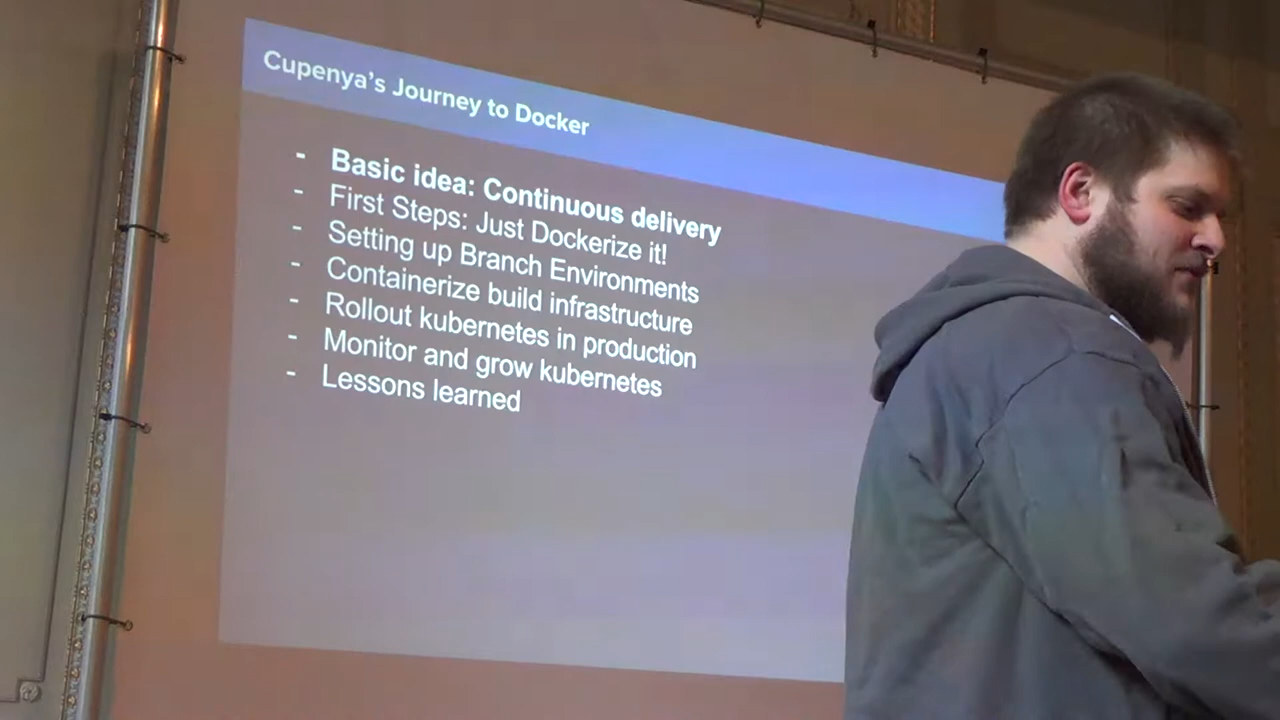 Cupenya's Journey to Docker
- Basic idea: Continuous delivery
- First Steps: Just Dockerize it!
- Setting up Branch Environments
- Containerize build infrastructure
- Rollout kubernetes in production
- Monitor and grow kubernetes
- Lessons learned